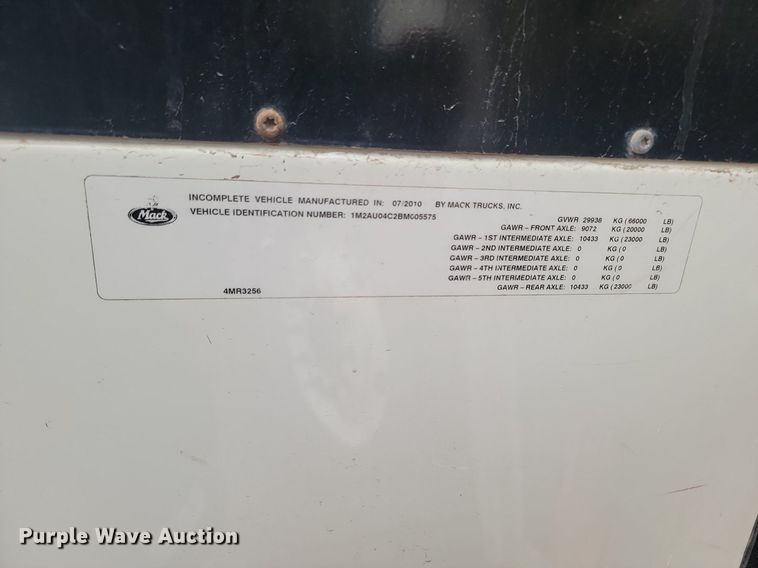 INCOMPLETE VEHICLE MANUFACTURED IN: 07/2010 BY MACK TRUCKS, INC.
Mack
VEHICLE IDENTIFICATION NUMBER: 1M2AU04C2BM005575
GVWR 29938 KG (66000 LB)
GAWR – FRONT AXLE: 9072 KG (20000 LB)
GAWR – 1ST INTERMEDIATE AXLE: 10433 KG (23000 LB)
GAWR – 2ND INTERMEDIATE AXLE: 0 KG (0 LB)
GAWR – 3RD INTERMEDIATE AXLE: 0 KG (0 LB)
GAWR – 4TH INTERMEDIATE AXLE: 0 KG (0 LB)
GAWR – 5TH INTERMEDIATE AXLE: 0 KG (0 LB)
4MR3256 GAWR – REAR AXLE: 10433 KG (23000 LB)
Purple Wave Auction